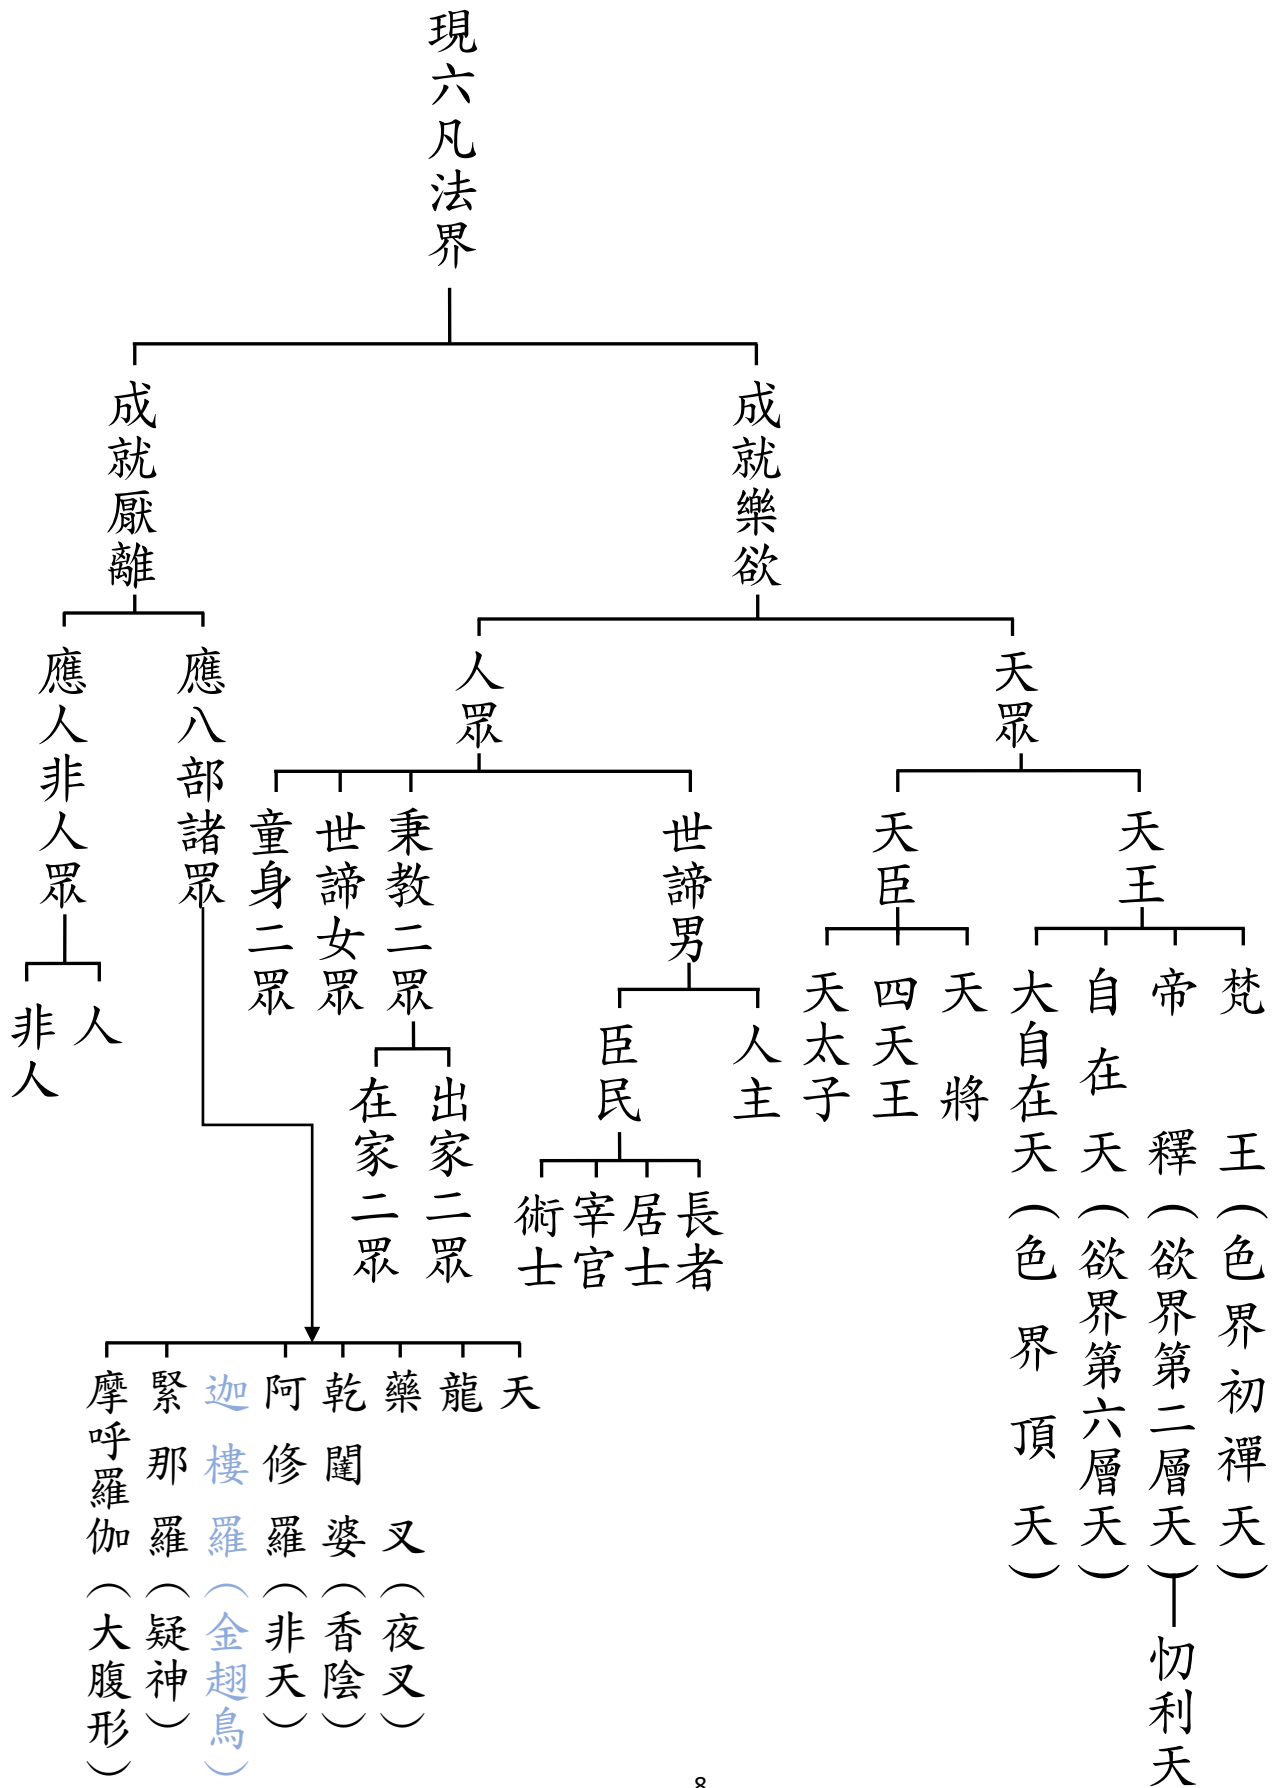 現六凡法界
成就樂欲
天眾
天王
梵王(色界初禪天)
帝釋(欲界第二層天)
忉利天
自在天(欲界第六層天)
大自在天(色界頂天)
天臣
天將
四天王
天太子
人眾
世諦男
人主
臣民
長者
居士
宰官
術士
秉教二眾
出家二眾
在家二眾
世諦女眾
童身二眾
成就厭離
應八部諸眾
天
龍
藥叉(夜叉)
乾闥婆(香陰)
阿修羅(非天)
迦樓羅(金翅鳥)
緊那羅(疑神)
摩呼羅伽(大腹形)
應人非人眾
人
非人
8